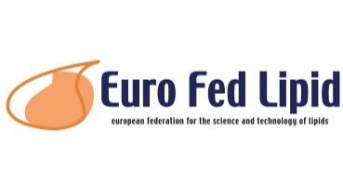 Euro Fed Lipid
european federation for the science and technology of lipids